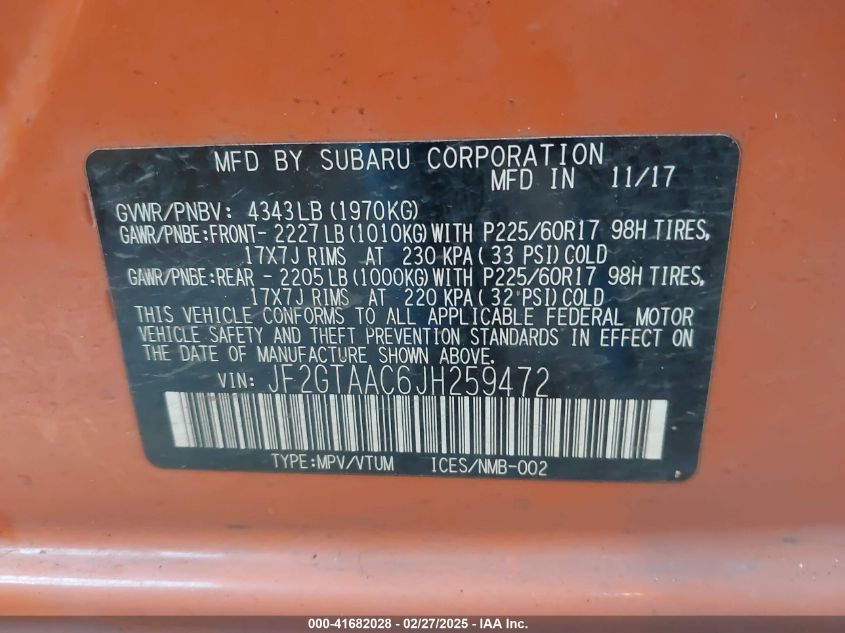 MFD BY SUBARU CORPORATION
MFD IN 11/17
GVWR/PNBV: 4343LB(1970KG)
GAWR/PNBE:FRONT- 2227LB(1010KG)WITH P225/60R17 98H TIRES,
17X7J RIMS AT 230 KPA( 33 PSI)COLD
GAWR/PNBE:REAR - 2205LB(1000KG)WITH P225/60R17 98H TIRES,
17X7J RIMS AT 220 KPA( 32 PSI)COLD
THIS VEHICLE CONFORMS TO ALL APPLICABLE FEDERAL MOTOR
VEHICLE SAFETY AND THEFT PREVENTION STANDARDS IN EFFECT ON
THE DATE OF MANUFACTURE SHOWN ABOVE.
VIN: JF2GTAAC6JH259472
TYPE:MPV/VTUM ICES/NMB-002
000-41682028 - 02/27/2025 - IAA Inc.